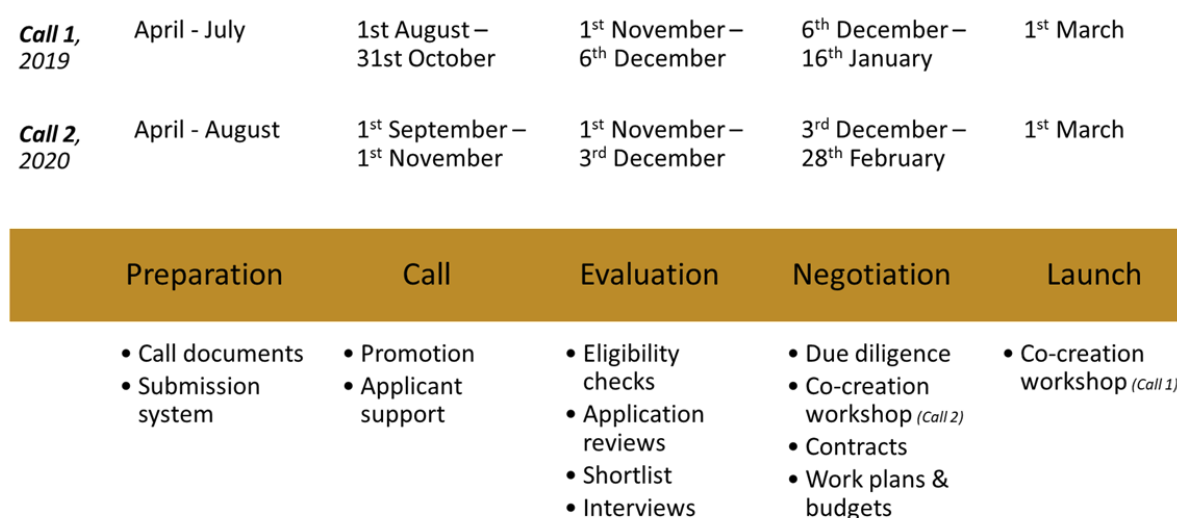 Call 1, April - July 1st August – 1st November – 6th December – 1st March
2019 31st October 6th December 16th January
Call 2, April - August 1st September – 1st November – 3rd December – 1st March
2020 1st November 3rd December 28th February
Preparation Call Evaluation Negotiation Launch
• Call documents
• Submission
system
• Promotion
• Applicant
support
• Eligibility
checks
• Application
reviews
• Shortlist
• Interviews
• Due diligence
• Co-creation
workshop (Call 2)
• Contracts
• Work plans &
budgets
• Co-creation
workshop (Call 1)